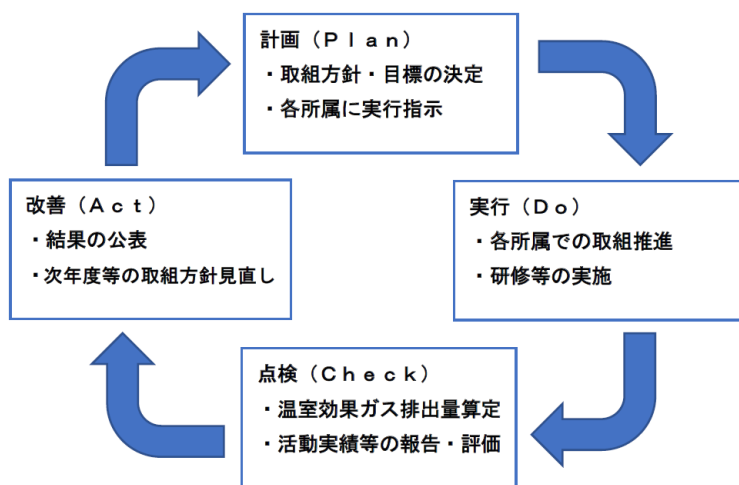 計画（Ｐｌａｎ）
・取組方針・目標の決定
・各所属に実行指示
実行（Ｄｏ）
・各所属での取組推進
・研修等の実施
点検（Ｃｈｅｃｋ）
・温室効果ガス排出量算定
・活動実績等の報告・評価
改善（Ａｃｔ）
・結果の公表
・次年度等の取組方針見直し